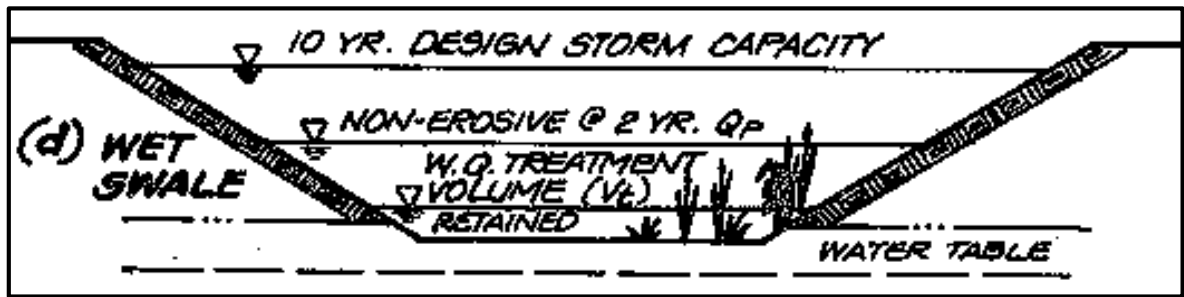 10 YR. DESIGN STORM CAPACITY
NON-EROSIVE @ 2 YR. QP
(d) WET
SWALE
W.Q. TREATMENT
VOLUME (Vt)
RETAINED
WATER TABLE